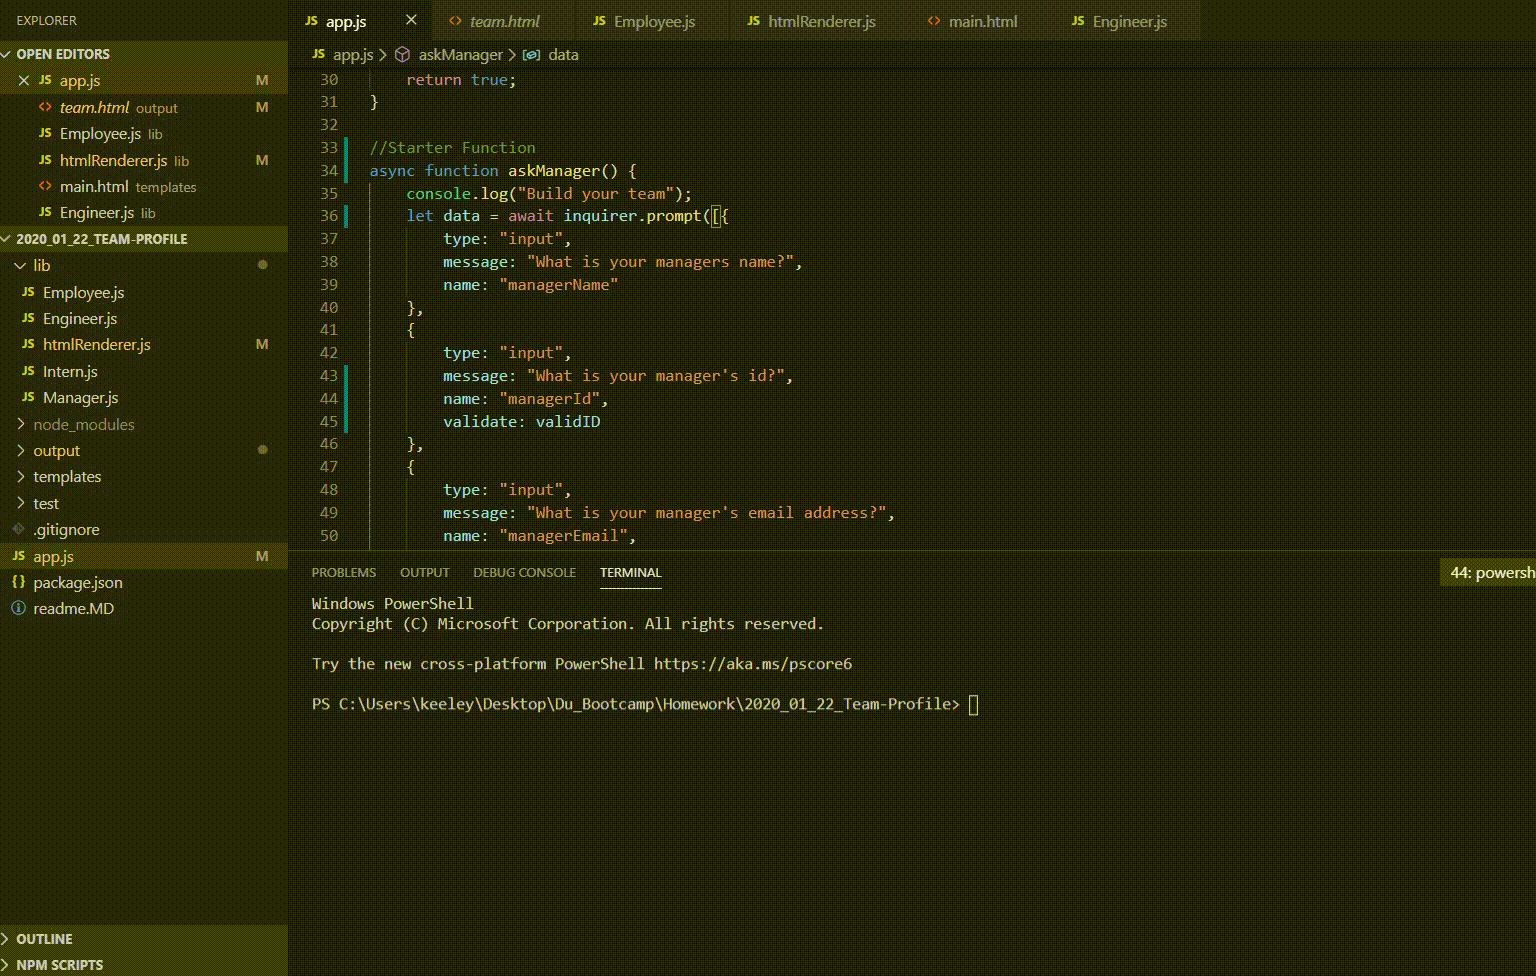 EXPLORER
OPEN EDITORS
JS app.js M
<> team.html output M
JS Employee.js lib
JS htmlRenderer.js lib M
<> main.html templates
JS Engineer.js lib
2020_01_22_TEAM-PROFILE
lib
JS Employee.js
JS Engineer.js
JS htmlRenderer.js M
JS Intern.js
JS Manager.js
node_modules
output
templates
test
.gitignore
JS app.js M
{} package.json
readme.MD
OUTLINE
NPM SCRIPTS
JS app.js <> team.html JS Employee.js JS htmlRenderer.js <> main.html JS Engineer.js
JS app.js > askManager > data
30 return true;
31 }
32
33 //Starter Function
34 async function askManager() {
35 console.log("Build your team");
36 let data = await inquirer.prompt([{
37 type: "input",
38 message: "What is your managers name?",
39 name: "managerName"
40 },
41 {
42 type: "input",
43 message: "What is your manager's id?",
44 name: "managerId",
45 validate: validID
46 },
47 {
48 type: "input",
49 message: "What is your manager's email address?",
50 name: "managerEmail",
PROBLEMS OUTPUT DEBUG CONSOLE TERMINAL 44: powersh
Windows PowerShell
Copyright (C) Microsoft Corporation. All rights reserved.
Try the new cross-platform PowerShell https://aka.ms/pscore6
PS C:\Users\keeley\Desktop\Du_Bootcamp\Homework\2020_01_22_Team-Profile>